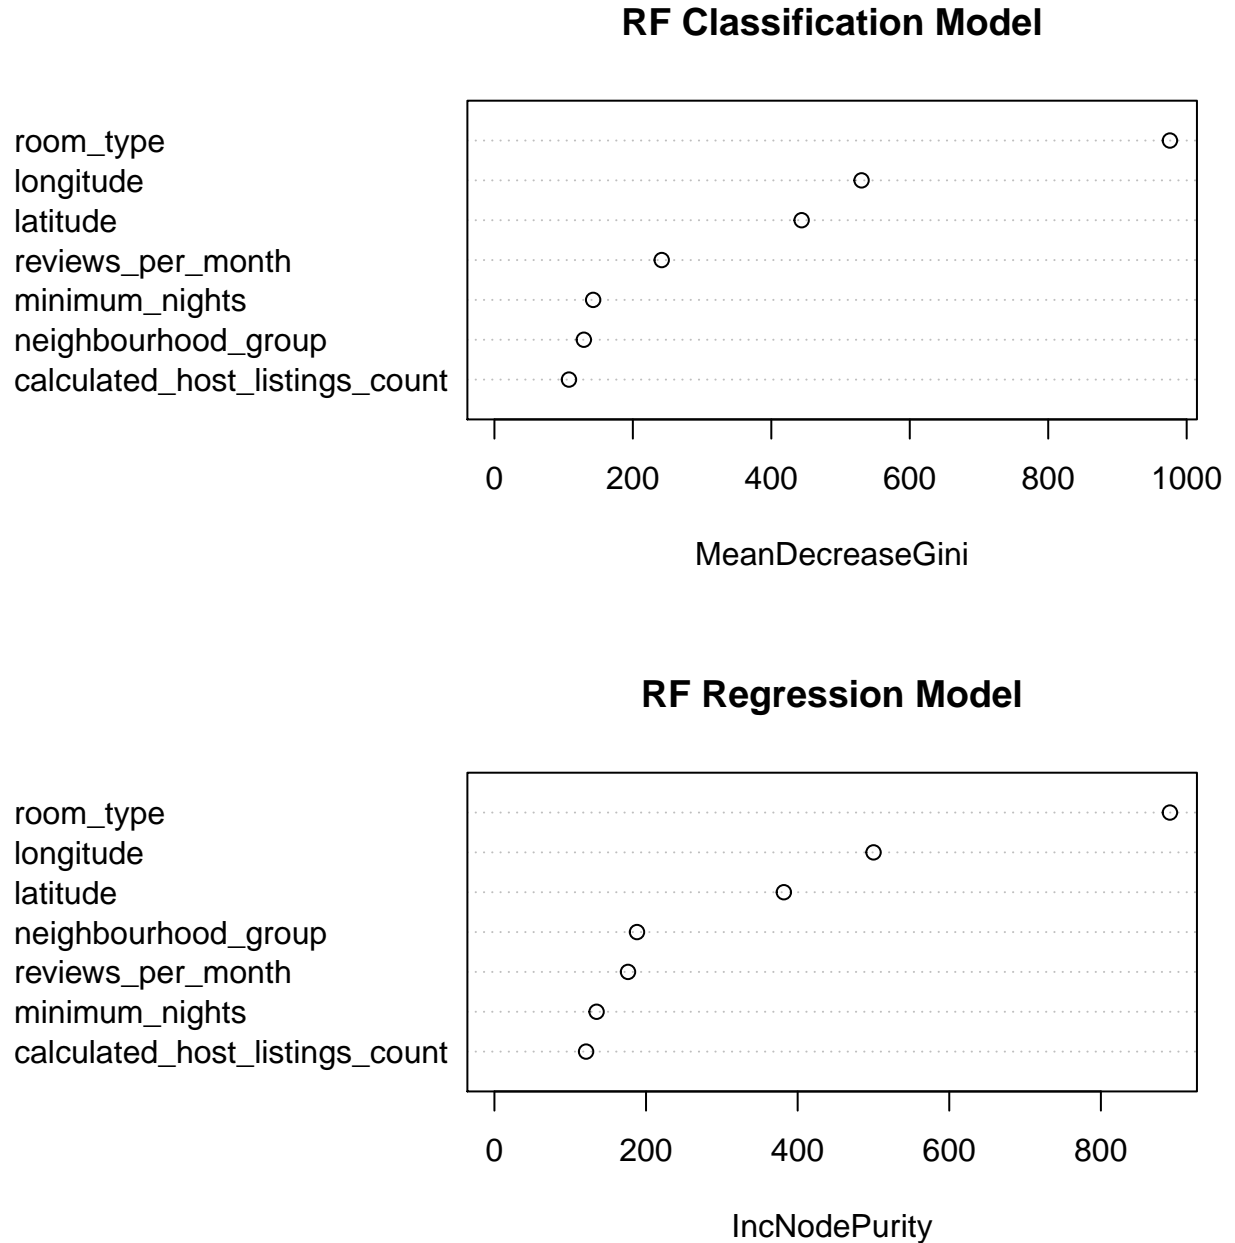 RF Classification Model
room_type
longitude
latitude
reviews_per_month
minimum_nights
neighbourhood_group
calculated_host_listings_count
0 200 400 600 800 1000
MeanDecreaseGini
RF Regression Model
room_type
longitude
latitude
neighbourhood_group
reviews_per_month
minimum_nights
calculated_host_listings_count
0 200 400 600 800
IncNodePurity